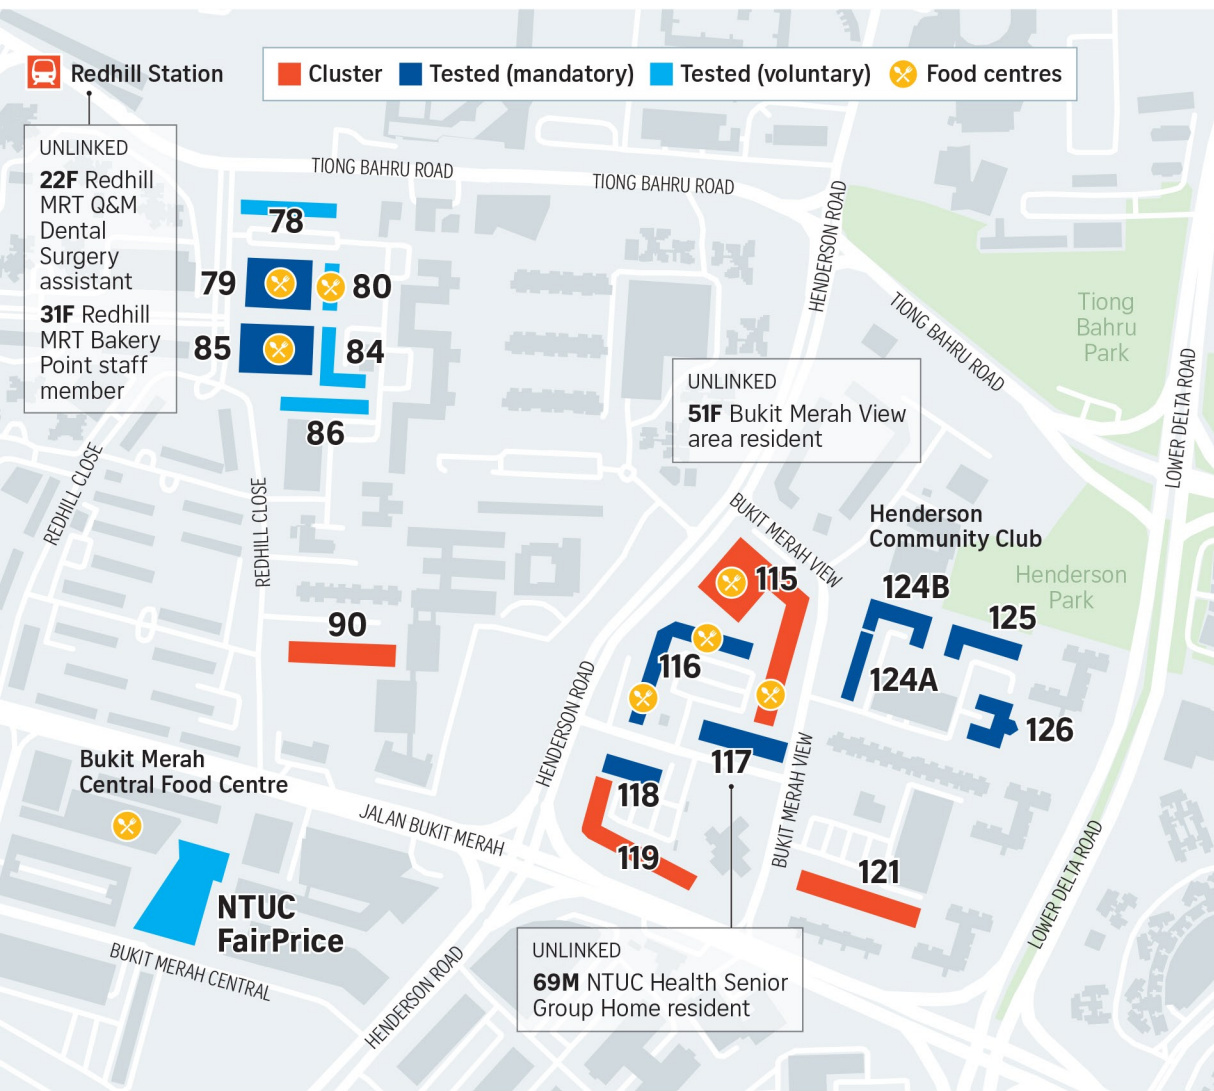 Redhill Station
Cluster
Tested (mandatory)
Tested (voluntary)
Food centres
UNLINKED
22F Redhill
MRT Q&M
Dental
Surgery
assistant
31F Redhill
MRT Bakery
Point staff
member
TIONG BAHRU ROAD
TIONG BAHRU ROAD
HENDERSON ROAD
TIONG BAHRU ROAD
Tiong
Bahru
Park
LOWER DELTA ROAD
78
79
80
85
84
86
UNLINKED
51F Bukit Merah View
area resident
REDHILL CLOSE
REDHILL CLOSE
BUKIT MERAH VIEW
Henderson
Community Club
Henderson
Park
115
124B
125
90
116
124A
126
HENDERSON ROAD
117
BUKIT MERAH VIEW
Bukit Merah
Central Food Centre
118
JALAN BUKIT MERAH
119
121
LOWER DELTA ROAD
NTUC
FairPrice
BUKIT MERAH CENTRAL
HENDERSON ROAD
UNLINKED
69M NTUC Health Senior
Group Home resident